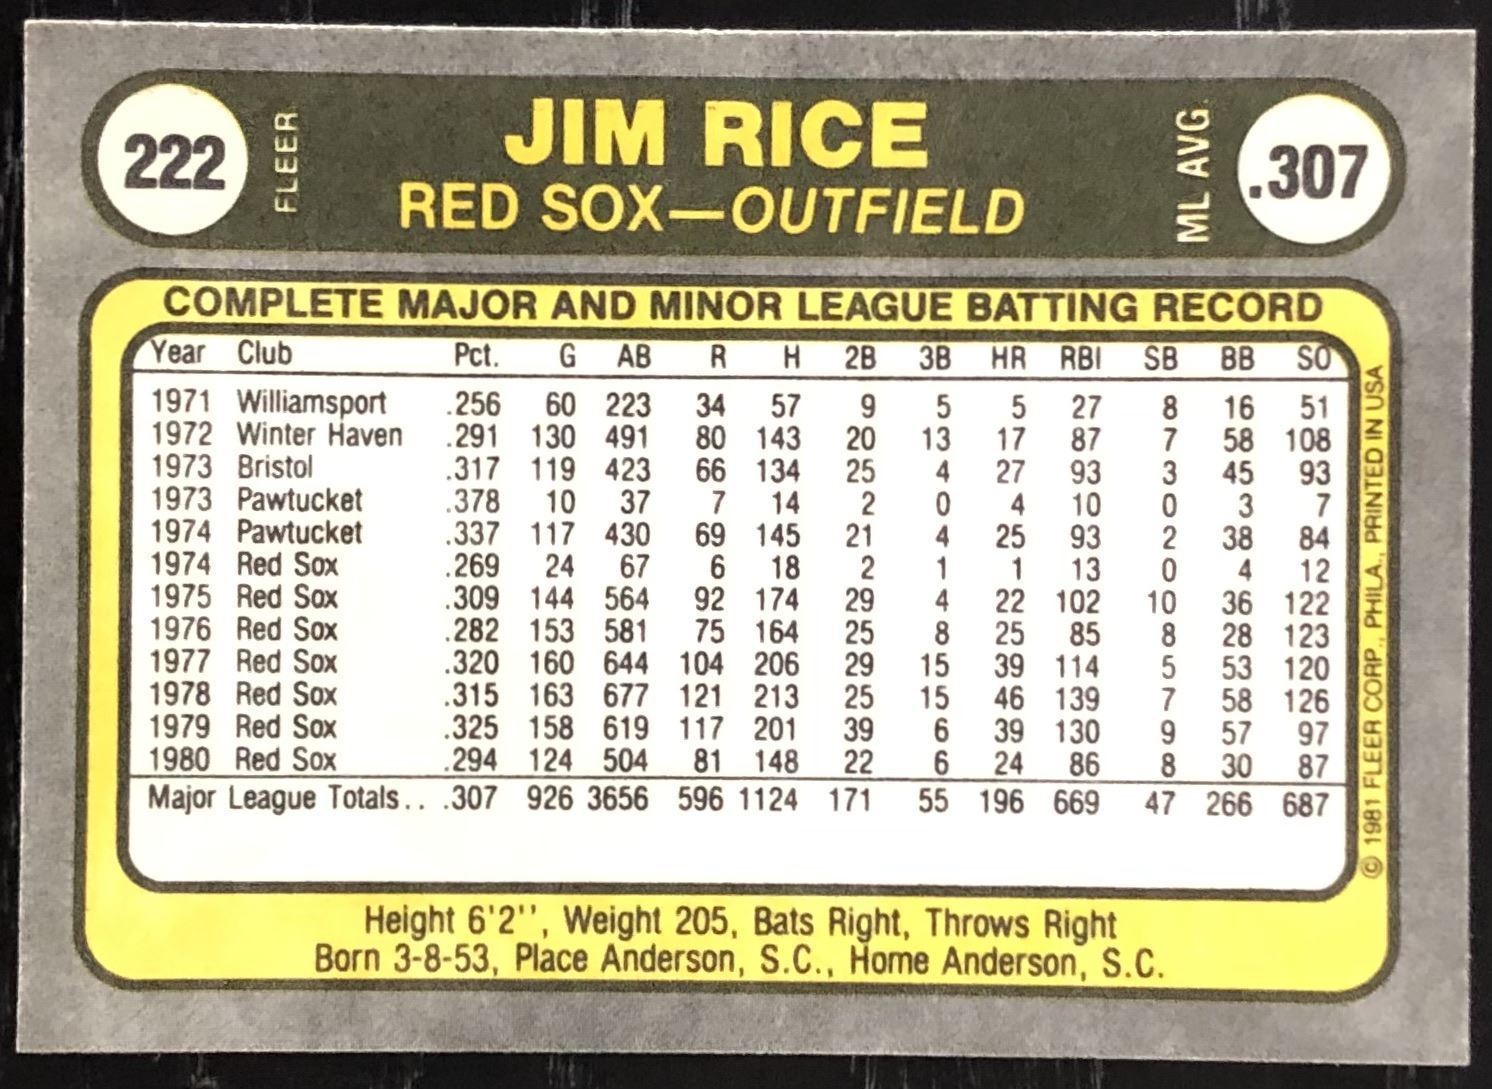 222 FLEER JIM RICE ML AVG. .307
RED SOX—OUTFIELD
COMPLETE MAJOR AND MINOR LEAGUE BATTING RECORD
Year Club Pct. G AB R H 2B 3B HR RBI SB BB SO
1971 Williamsport .256 60 223 34 57 9 5 5 27 8 16 51
1972 Winter Haven .291 130 491 80 143 20 13 17 87 7 58 108
1973 Bristol .317 119 423 66 134 25 4 27 93 3 45 93
1973 Pawtucket .378 10 37 7 14 2 0 4 10 0 3 7
1974 Pawtucket .337 117 430 69 145 21 4 25 93 2 38 84
1974 Red Sox .269 24 67 6 18 2 1 1 13 0 4 12
1975 Red Sox .309 144 564 92 174 29 4 22 102 10 36 122
1976 Red Sox .282 153 581 75 164 25 8 25 85 8 28 123
1977 Red Sox .320 160 644 104 206 29 15 39 114 5 53 120
1978 Red Sox .315 163 677 121 213 25 15 46 139 7 58 126
1979 Red Sox .325 158 619 117 201 39 6 39 130 9 57 97
1980 Red Sox .294 124 504 81 148 22 6 24 86 8 30 87
Major League Totals.. .307 926 3656 596 1124 171 55 196 669 47 266 687
© 1981 FLEER CORP., PHILA., PRINTED IN USA
Height 6'2'', Weight 205, Bats Right, Throws Right
Born 3-8-53, Place Anderson, S.C., Home Anderson, S.C.